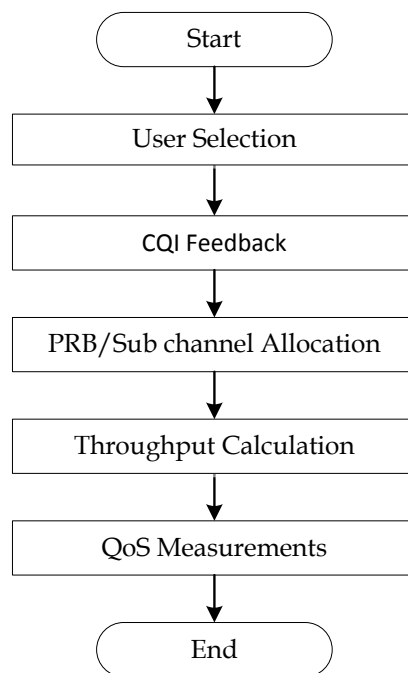 Start
User Selection
CQI Feedback
PRB/Sub channel Allocation
Throughput Calculation
QoS Measurements
End